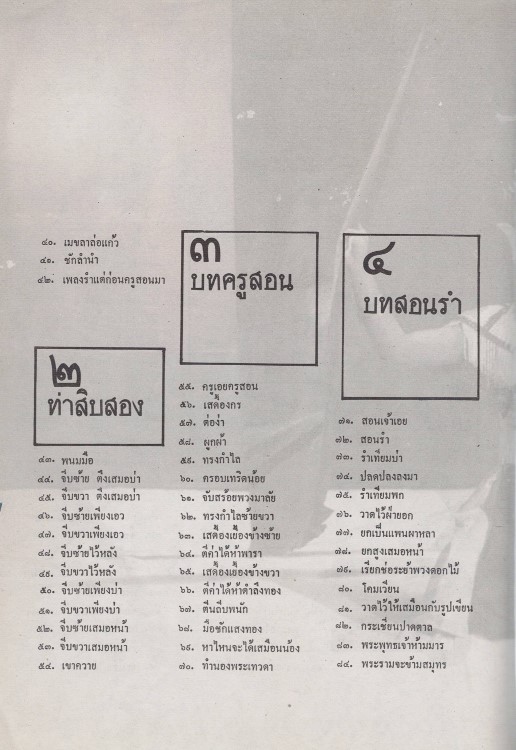 ๔๐. เมขลาล่อแก้ว
๔๑. ชักลำนำ
๔๒. เพลงรำแต่ก่อนครูสอนมา
๒
ท่าสิบสอง
๔๓. พนมมือ
๔๔. จีบซ้าย ตึงเสมอบ่า
๔๕. จีบขวา ตึงเสมอบ่า
๔๖. จีบซ้ายเพียงเอว
๔๗. จีบขวาเพียงเอว
๔๘. จีบซ้ายไว้หลัง
๔๙. จีบขวาไว้หลัง
๕๐. จีบซ้ายเพียงบ่า
๕๑. จีบขวาเพียงบ่า
๕๒. จีบซ้ายเสมอหน้า
๕๓. จีบขวาเสมอหน้า
๕๔. เขาควาย
๓
บทครูสอน
๕๕. ครูเอยครูสอน
๕๖. เสดื้องกร
๕๗. ต่อง่า
๕๘. ผูกผ้า
๕๙. ทรงกำไล
๖๐. ครอบเทริดน้อย
๖๑. จับสร้อยพวงมาลัย
๖๒. ทรงกำไลซ้ายขวา
๖๓. เสดื้องเยื้องข้างซ้าย
๖๔. ตีค่าได้ห้าพารา
๖๕. เสดื้องเยื้องข้างขวา
๖๖. ตีค่าได้ห้าตำลึงทอง
๖๗. ตีนถีบพนัก
๖๘. มือชักแสงทอง
๖๙. หาไหนจะได้เสมือนน้อง
๗๐. ทำนองพระเทวดา
๔
บทสอนรำ
๗๑. สอนเจ้าเอย
๗๒. สอนรำ
๗๓. รำเทียมบ่า
๗๔. ปลดปลงลงมา
๗๕. รำเทียมพก
๗๖. วาดไว้ฝ่ายอก
๗๗. ยกเป็นแพนผาหลา
๗๘. ยกสูงเสมอหน้า
๗๙. เรียกช่อระย้าพวงดอกไม้
๘๐. โคมเวียน
๘๑. วาดไว้ให้เสมือนกับรูปเขียน
๘๒. กระเชียนปาดตาล
๘๓. พระพุทธเจ้าห้ามมาร
๘๔. พระรามจะข้ามสมุทร